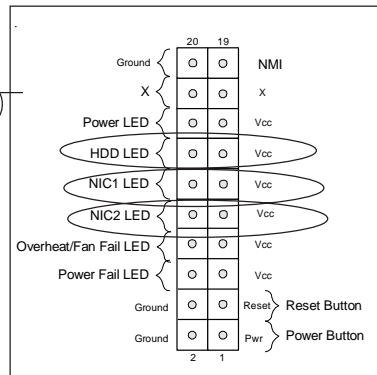 20 19
Ground NMI
X X
Power LED Vcc
HDD LED Vcc
NIC1 LED Vcc
NIC2 LED Vcc
Overheat/Fan Fail LED Vcc
Power Fail LED Vcc
Ground Reset Reset Button
Ground Pwr Power Button
2 1